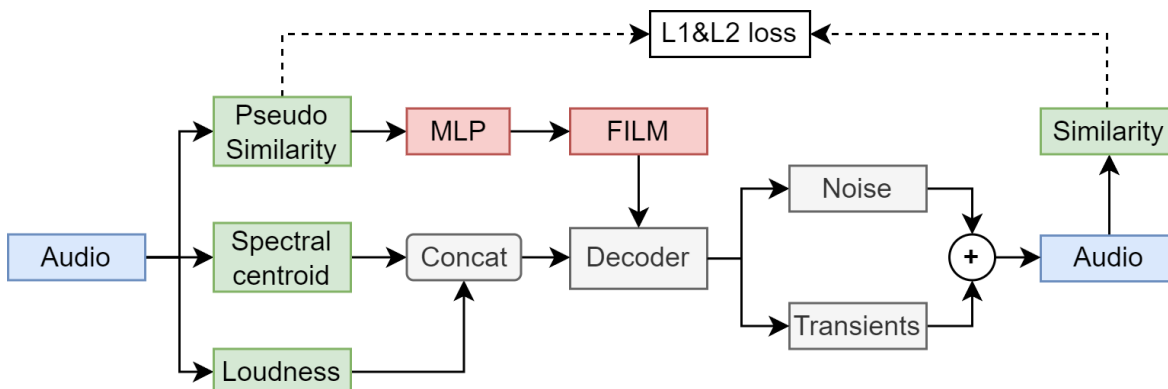 L1&L2 loss
Pseudo
Similarity
MLP
FILM
Similarity
Noise
Audio
Spectral
centroid
Concat
Decoder
+
Audio
Loudness
Transients